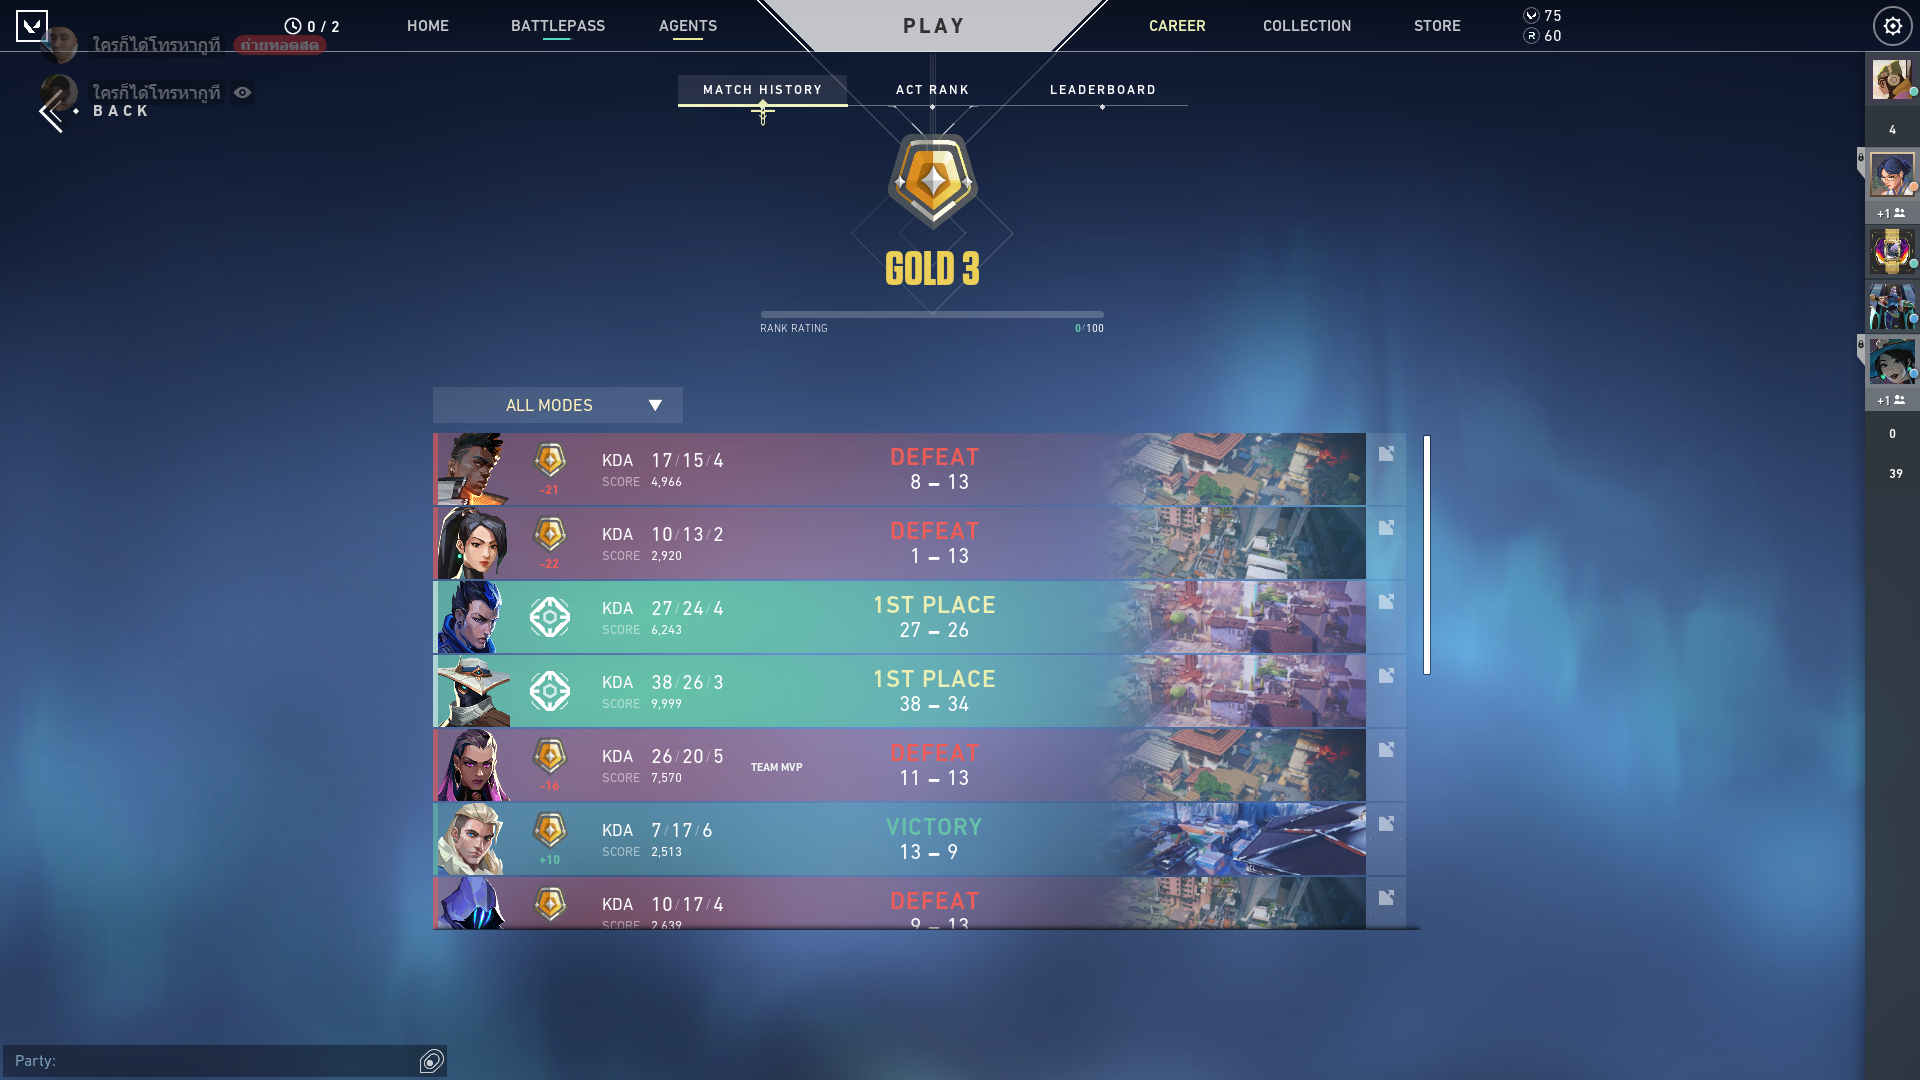 0 / 2
HOME
BATTLEPASS
AGENTS
PLAY
CAREER
COLLECTION
STORE
75
60
ใครก็ได้โทรหากูที
ถ่ายทอดสด
ใครก็ได้โทรหากูที
BACK
MATCH HISTORY
ACT RANK
LEADERBOARD
GOLD 3
RANK RATING
0/100
ALL MODES
KDA 17/15/4
SCORE 4,966
-21
DEFEAT
8 – 13
KDA 10/13/2
SCORE 2,920
-22
DEFEAT
1 – 13
KDA 27/24/4
SCORE 6,243
1ST PLACE
27 – 26
KDA 38/26/3
SCORE 9,999
1ST PLACE
38 – 34
KDA 26/20/5
SCORE 7,570
-16
TEAM MVP
DEFEAT
11 – 13
KDA 7/17/6
SCORE 2,513
+10
VICTORY
13 – 9
KDA 10/17/4
SCORE 2,639
DEFEAT
9 – 13
4
+1
+1
0
39
Party: